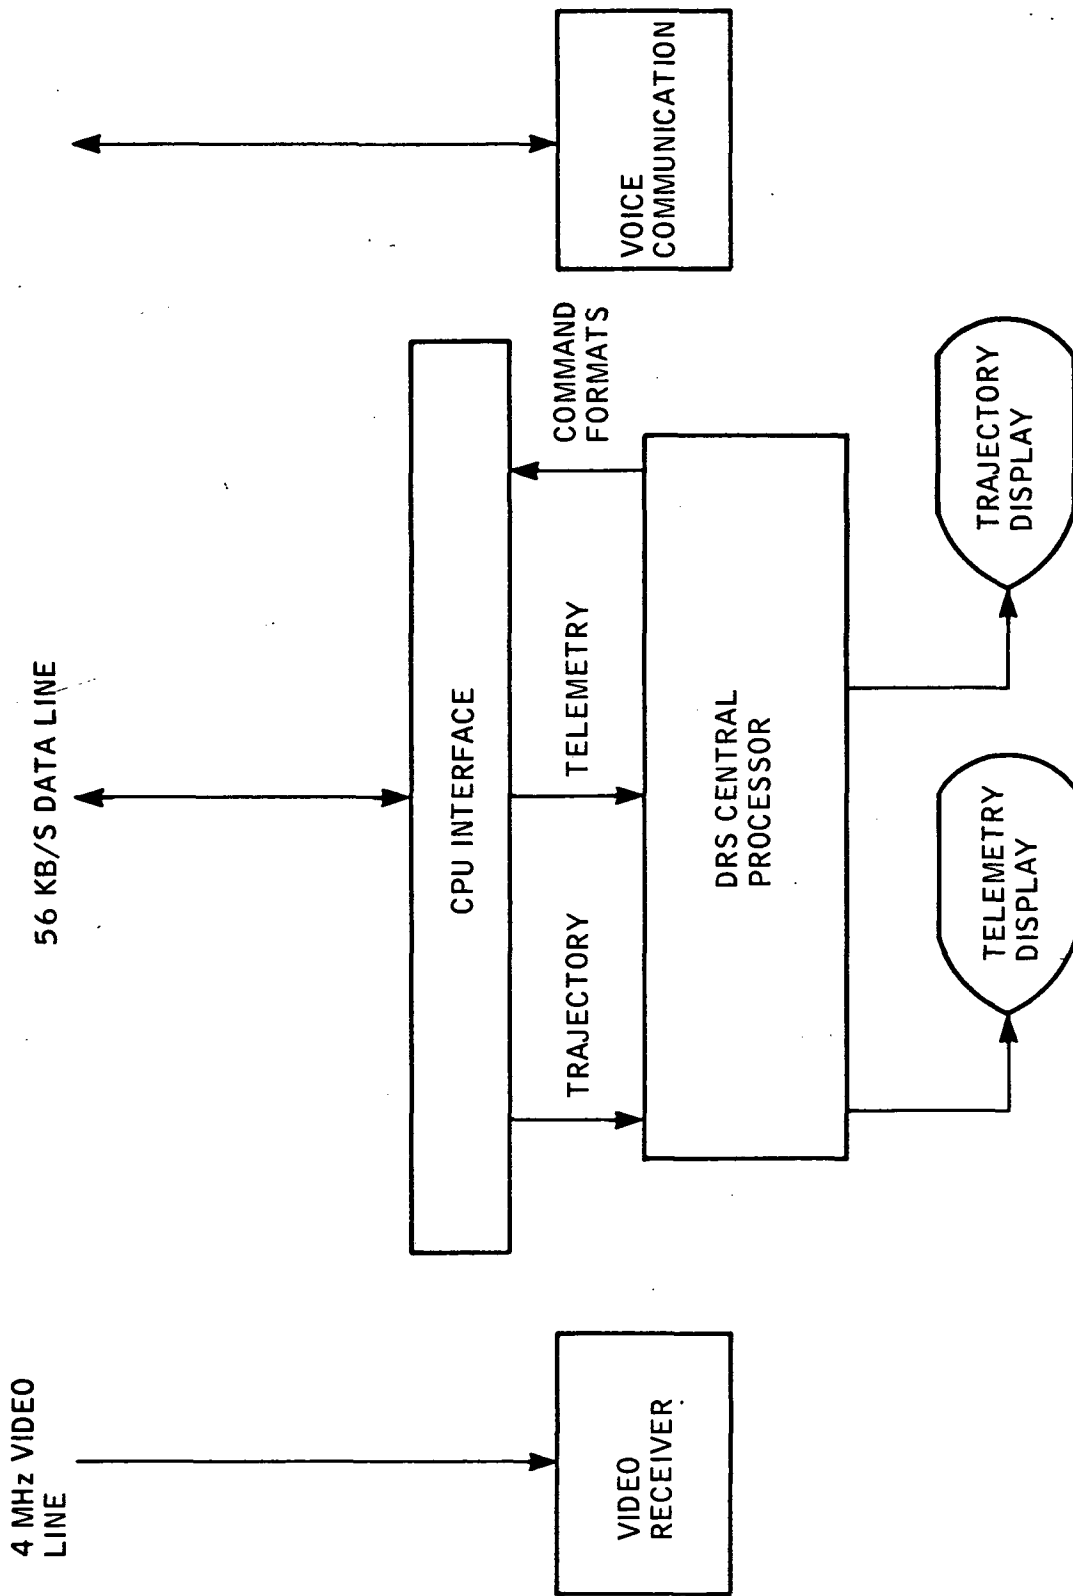 4 MHz VIDEO
LINE
56 KB/S DATA LINE
CPU INTERFACE
TRAJECTORY
TELEMETRY
COMMAND
FORMATS
VIDEO
RECEIVER
DRS CENTRAL
PROCESSOR
VOICE
COMMUNICATION
TELEMETRY
DISPLAY
TRAJECTORY
DISPLAY